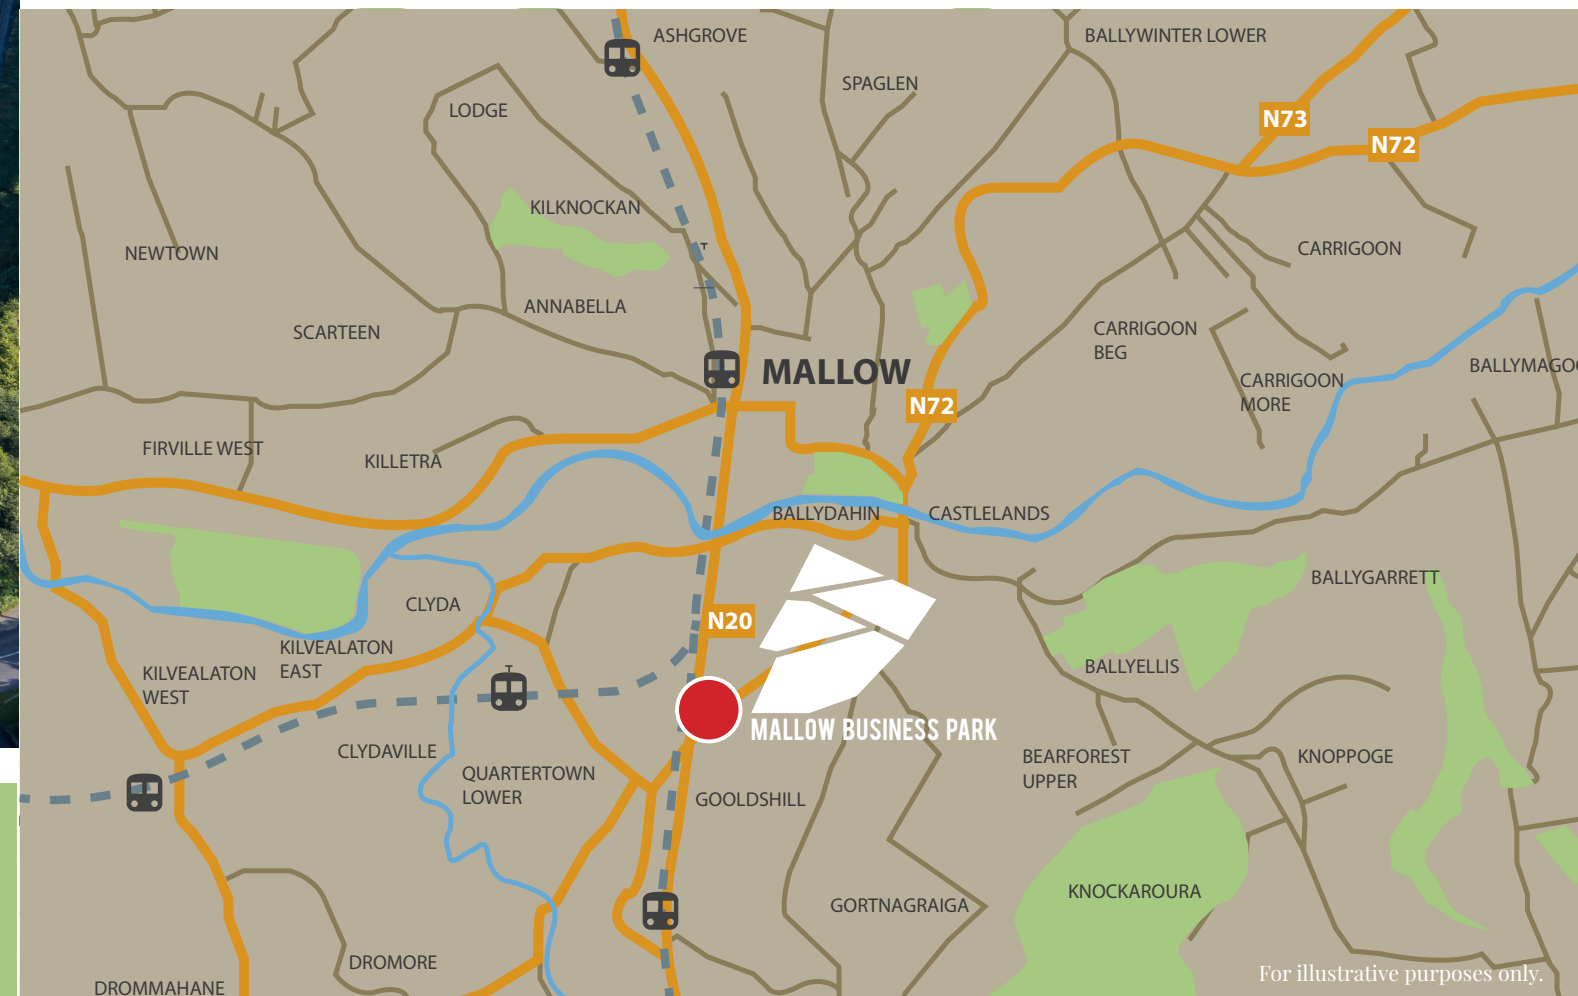 ASHGROVE
BALLYWINTER LOWER
SPAGLEN
LODGE
N73
N72
KILKNOCKAN
NEWTOWN
CARRIGOON
ANNABELLA
SCARTEEN
CARRIGOON
BEG
MALLOW
BALLYMAGOO
CARRIGOON
MORE
N72
FIRVILLE WEST
KILLETRA
BALLYDAHIN
CASTLELANDS
BALLYGARRETT
CLYDA
N20
KILVEALATON
EAST
KILVEALATON
WEST
BALLYELLIS
MALLOW BUSINESS PARK
CLYDAVILLE
BEARFOREST
UPPER
KNOPPOGE
QUARTERTOWN
LOWER
GOOLDSHILL
KNOCKAROURA
GORTNAGRAIGA
DROMORE
For illustrative purposes only.
DROMMAHANE